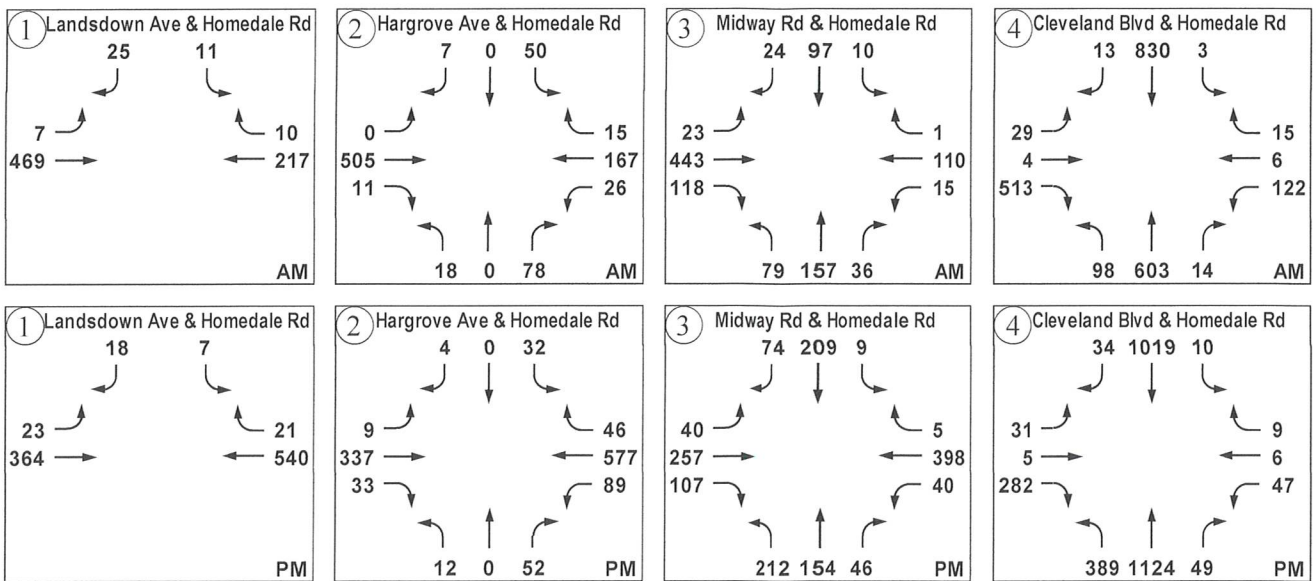 1 Landsdown Ave & Homedale Rd
25 11
7 10
469 217
AM
2 Hargrove Ave & Homedale Rd
7 0 50
0 15
505 167
11 26
18 0 78 AM
3 Midway Rd & Homedale Rd
24 97 10
23 1
443 110
118 15
79 157 36 AM
4 Cleveland Blvd & Homedale Rd
13 830 3
29 15
4 6
513 122
98 603 14 AM
1 Landsdown Ave & Homedale Rd
18 7
23 21
364 540
PM
2 Hargrove Ave & Homedale Rd
4 0 32
9 46
337 577
33 89
12 0 52 PM
3 Midway Rd & Homedale Rd
74 209 9
40 5
257 398
107 40
212 154 46 PM
4 Cleveland Blvd & Homedale Rd
34 1019 10
31 9
5 6
282 47
389 1124 49 PM